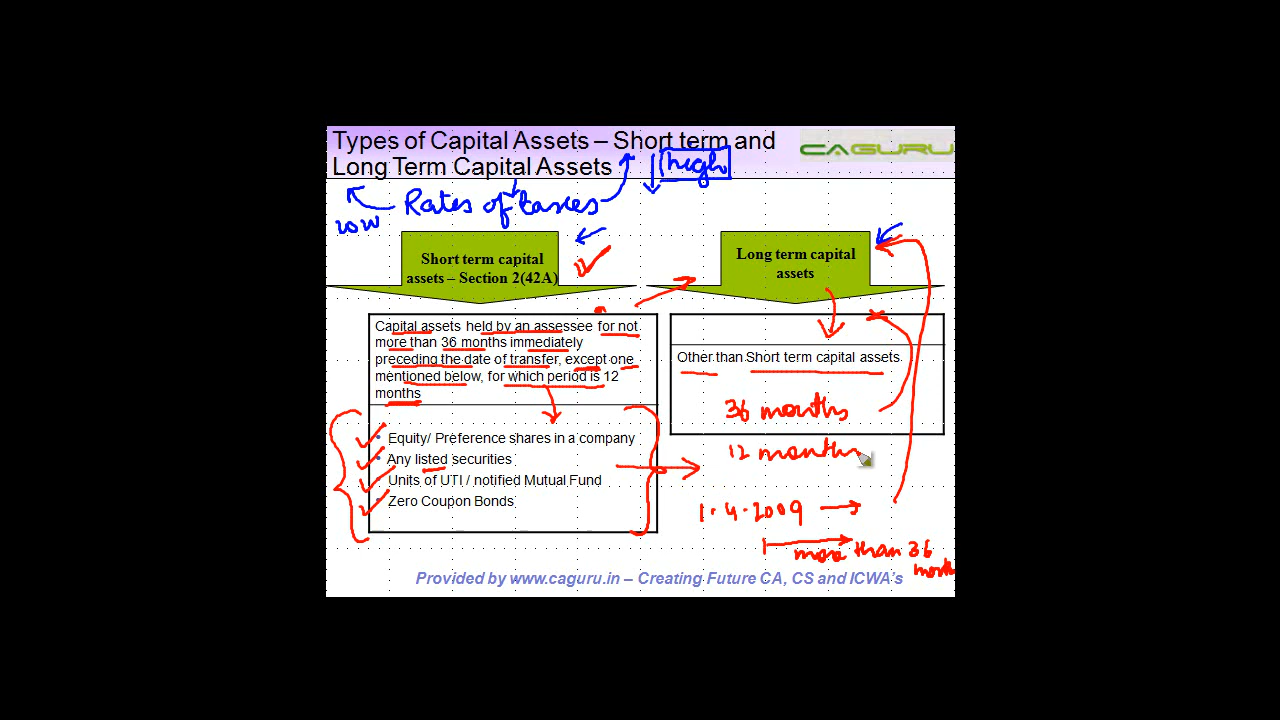 Types of Capital Assets – Short term and
Long Term Capital Assets
CAGURU
high
low
Rates of taxes
Short term capital
assets – Section 2(42A)
Long term capital
assets
Capital assets held by an assessee for not
more than 36 months immediately
preceding the date of transfer, except one
mentioned below, for which period is 12
months
• Equity/ Preference shares in a company
• Any listed securities
• Units of UTI / notified Mutual Fund
• Zero Coupon Bonds
Other than Short term capital assets.
36 months
12 months
1.4.2009
more than 36
month
Provided by www.caguru.in – Creating Future CA, CS and ICWA's